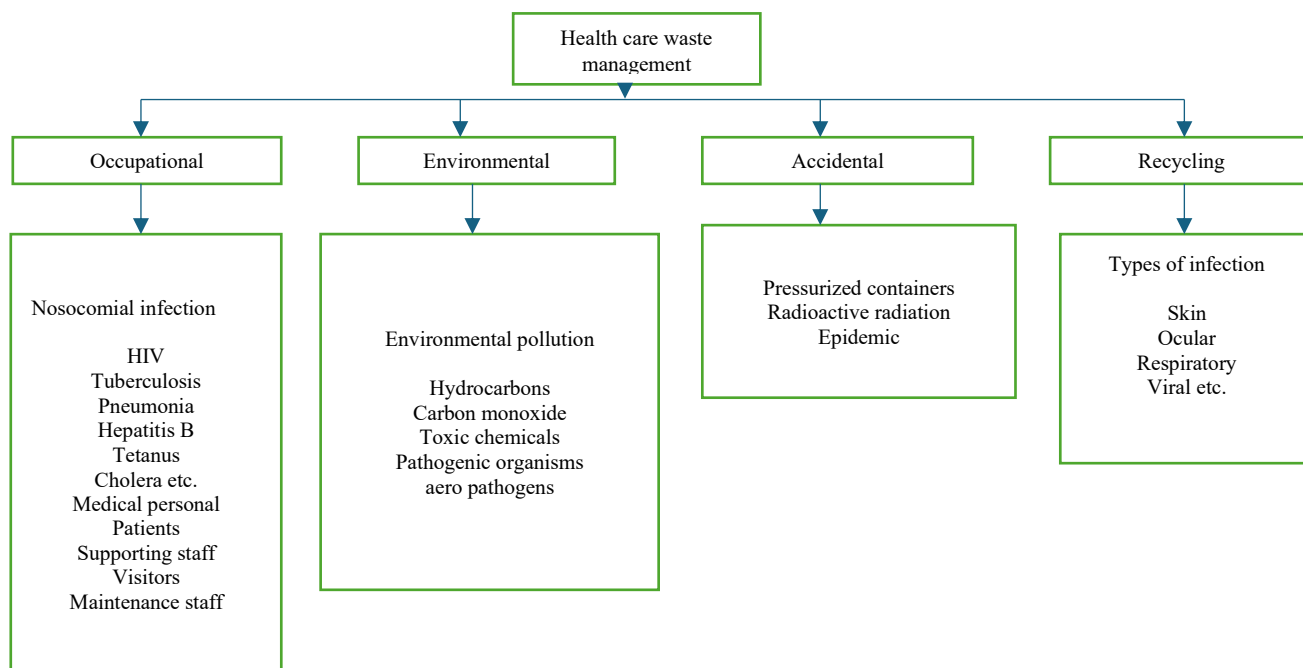 Health care waste
management
Occupational
Environmental
Accidental
Recycling
Nosocomial infection
HIV
Tuberculosis
Pneumonia
Hepatitis B
Tetanus
Cholera etc.
Medical personal
Patients
Supporting staff
Visitors
Maintenance staff
Environmental pollution
Hydrocarbons
Carbon monoxide
Toxic chemicals
Pathogenic organisms
aero pathogens
Pressurized containers
Radioactive radiation
Epidemic
Types of infection
Skin
Ocular
Respiratory
Viral etc.